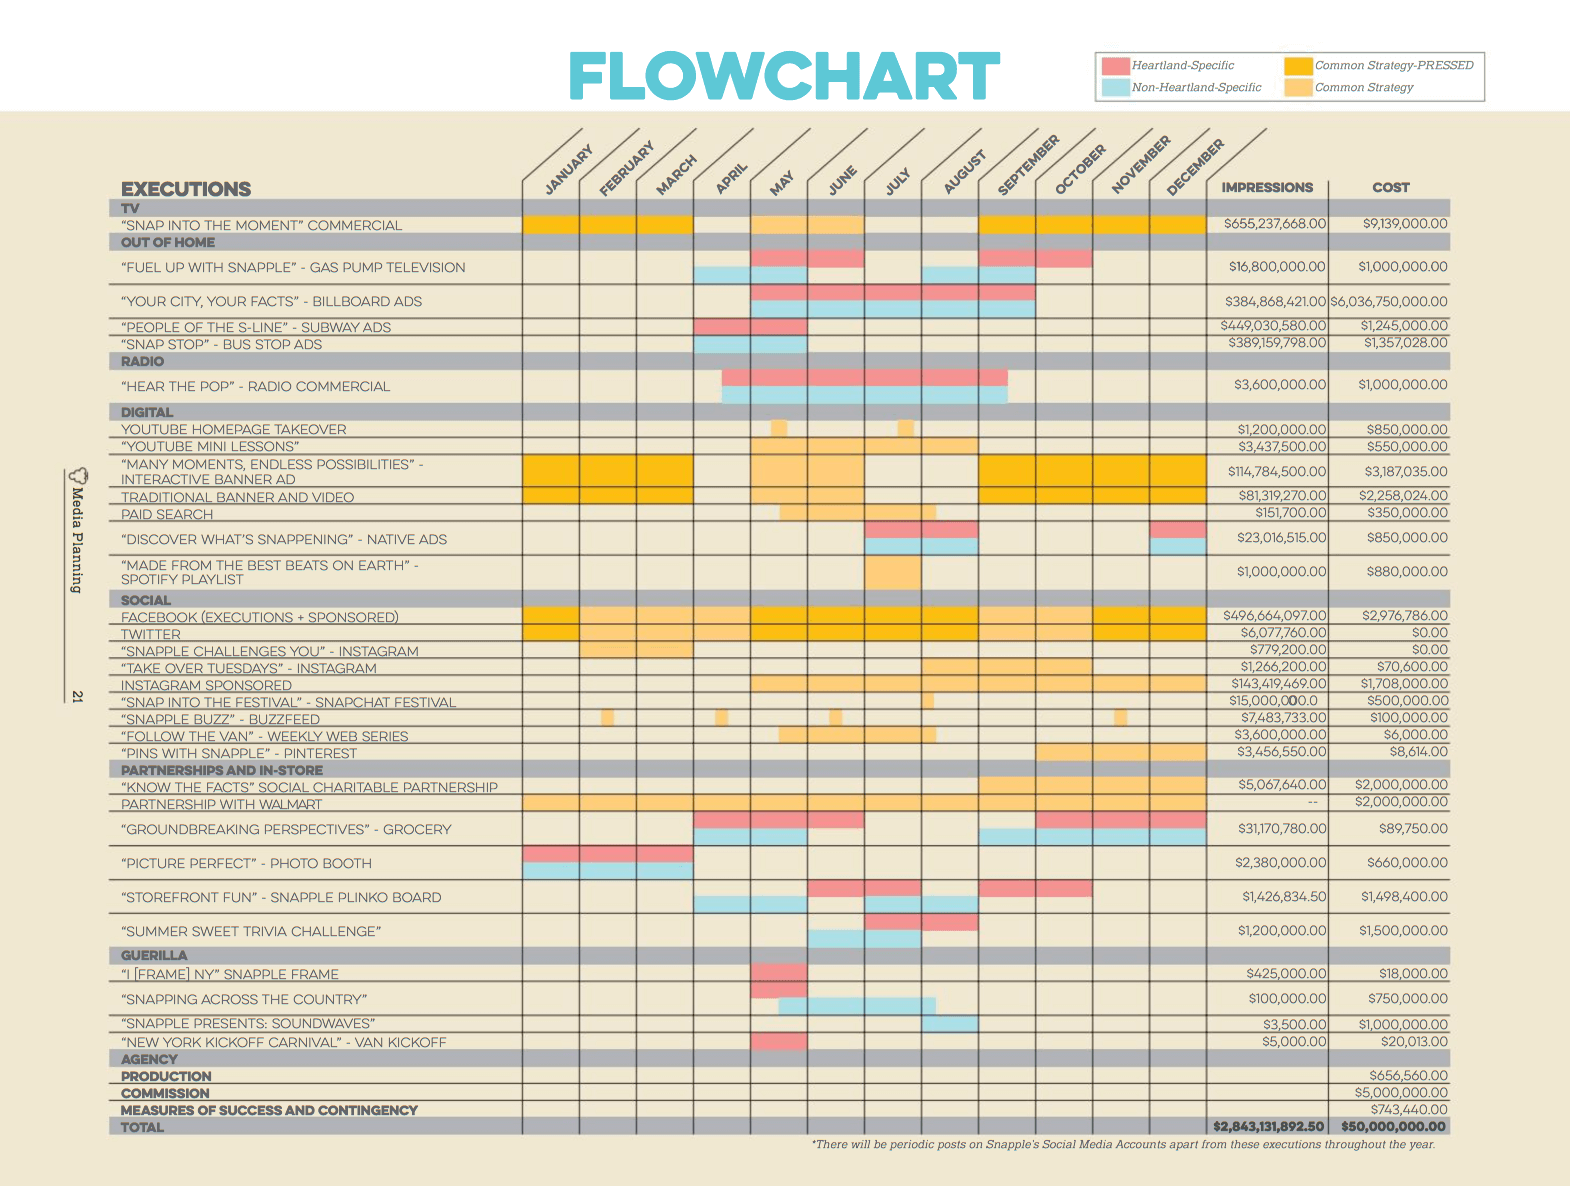 FLOWCHART
Heartland-Specific
Common Strategy-PRESSED
Non-Heartland-Specific
Common Strategy
EXECUTIONS JANUARY FEBRUARY MARCH APRIL MAY JUNE JULY AUGUST SEPTEMBER OCTOBER NOVEMBER DECEMBER IMPRESSIONS COST
TV
“SNAP INTO THE MOMENT” COMMERCIAL $655,237,668.00 $9,139,000.00
OUT OF HOME
“FUEL UP WITH SNAPPLE” - GAS PUMP TELEVISION $16,800,000.00 $1,000,000.00
“YOUR CITY, YOUR FACTS” - BILLBOARD ADS $384,868,421.00 $6,036,750,000.00
“PEOPLE OF THE S-LINE” - SUBWAY ADS $449,030,580.00 $1,245,000.00
“SNAP STOP” - BUS STOP ADS $389,159,798.00 $1,357,028.00
RADIO
“HEAR THE POP” - RADIO COMMERCIAL $3,600,000.00 $1,000,000.00
DIGITAL
YOUTUBE HOMEPAGE TAKEOVER $1,200,000.00 $850,000.00
“YOUTUBE MINI LESSONS” $3,437,500.00 $550,000.00
“MANY MOMENTS, ENDLESS POSSIBILITIES” -
INTERACTIVE BANNER AD $114,784,500.00 $3,187,035.00
TRADITIONAL BANNER AND VIDEO $81,319,270.00 $2,258,024.00
PAID SEARCH $151,700.00 $350,000.00
“DISCOVER WHAT’S SNAPPENING” - NATIVE ADS $23,016,515.00 $850,000.00
“MADE FROM THE BEST BEATS ON EARTH” -
SPOTIFY PLAYLIST $1,000,000.00 $880,000.00
SOCIAL
FACEBOOK (EXECUTIONS + SPONSORED) $496,664,097.00 $2,976,786.00
TWITTER $6,077,760.00 $0.00
“SNAPPLE CHALLENGES YOU” - INSTAGRAM $779,200.00 $0.00
“TAKE OVER TUESDAYS” - INSTAGRAM $1,266,200.00 $70,600.00
INSTAGRAM SPONSORED $143,419,469.00 $1,708,000.00
“SNAP INTO THE FESTIVAL” - SNAPCHAT FESTIVAL $15,000,000.0 $500,000.00
“SNAPPLE BUZZ” - BUZZFEED $7,483,733.00 $100,000.00
“FOLLOW THE VAN” - WEEKLY WEB SERIES $3,600,000.00 $6,000.00
“PINS WITH SNAPPLE” - PINTEREST $3,456,550.00 $8,614.00
PARTNERSHIPS AND IN-STORE
“KNOW THE FACTS” SOCIAL CHARITABLE PARTNERSHIP $5,067,640.00 $2,000,000.00
PARTNERSHIP WITH WALMART -- $2,000,000.00
“GROUNDBREAKING PERSPECTIVES” - GROCERY $31,170,780.00 $89,750.00
“PICTURE PERFECT” - PHOTO BOOTH $2,380,000.00 $660,000.00
“STOREFRONT FUN” - SNAPPLE PLINKO BOARD $1,426,834.50 $1,498,400.00
“SUMMER SWEET TRIVIA CHALLENGE” $1,200,000.00 $1,500,000.00
GUERILLA
“I [FRAME] NY” SNAPPLE FRAME $425,000.00 $18,000.00
“SNAPPING ACROSS THE COUNTRY” $100,000.00 $750,000.00
“SNAPPLE PRESENTS: SOUNDWAVES” $3,500.00 $1,000,000.00
“NEW YORK KICKOFF CARNIVAL” - VAN KICKOFF $5,000.00 $20,013.00
AGENCY
PRODUCTION $656,560.00
COMMISSION $5,000,000.00
MEASURES OF SUCCESS AND CONTINGENCY $743,440.00
TOTAL $2,843,131,892.50 $50,000,000.00
*There will be periodic posts on Snapple's Social Media Accounts apart from these executions throughout the year.
Media Planning 21